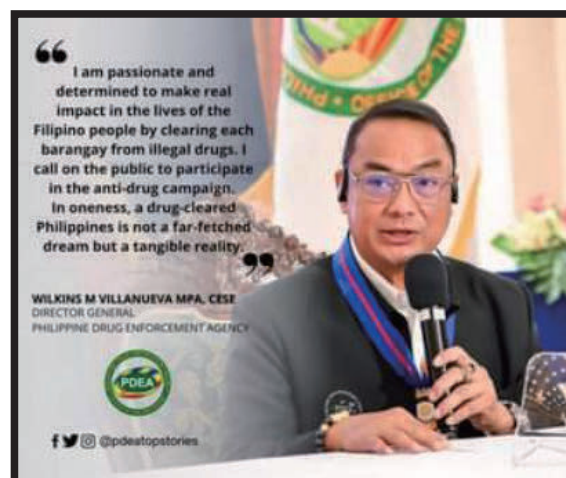 I am passionate and
determined to make real
impact in the lives of the
Filipino people by clearing each
barangay from illegal drugs. I
call on the public to participate
in the anti-drug campaign.
In oneness, a drug-cleared
Philippines is not a far-fetched
dream but a tangible reality.
WILKINS M VILLANUEVA MPA, CESE
DIRECTOR GENERAL
PHILIPPINE DRUG ENFORCEMENT AGENCY
PDEA
@pdeatopstories
OFFICE OF THE